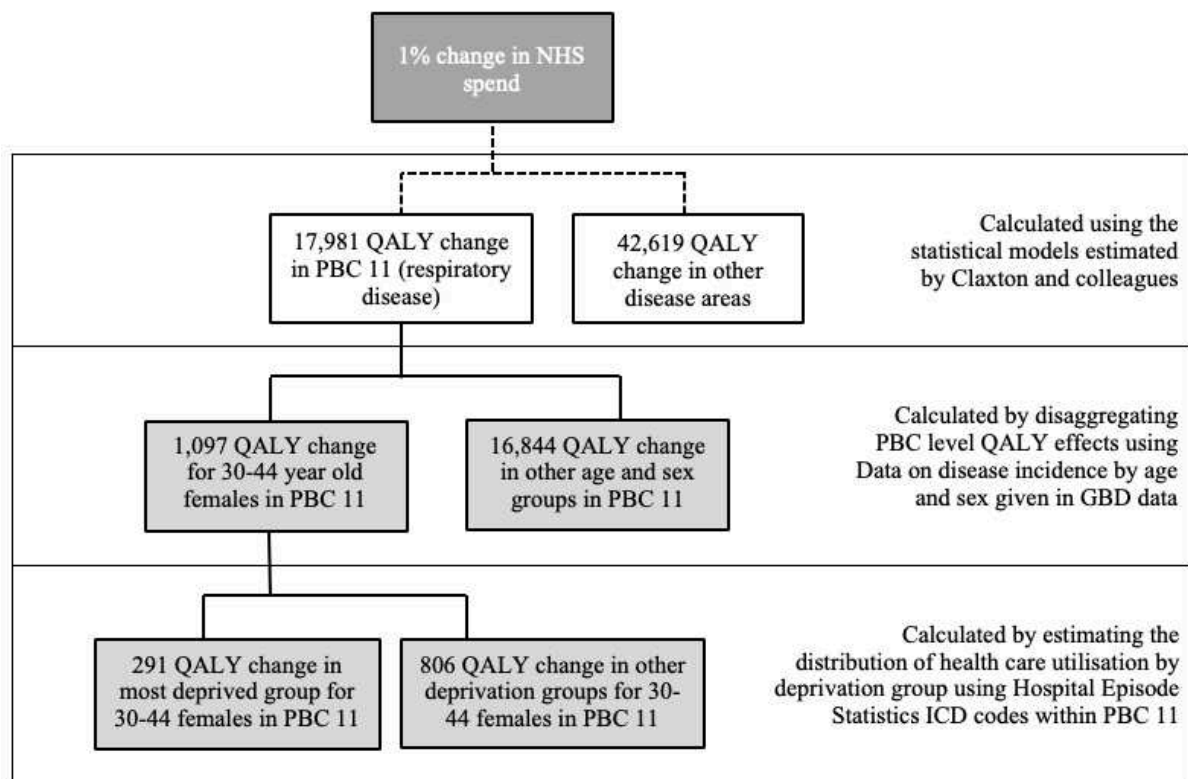 1% change in NHS
spend
17,981 QALY change
in PBC 11 (respiratory
disease)
42,619 QALY
change in other
disease areas
Calculated using the
statistical models estimated
by Claxton and colleagues
1,097 QALY change
for 30-44 year old
females in PBC 11
16,844 QALY change
in other age and sex
groups in PBC 11
Calculated by disaggregating
PBC level QALY effects using
Data on disease incidence by age
and sex given in GBD data
291 QALY change in
most deprived group for
30-44 females in PBC 11
806 QALY change in other
deprivation groups for 30-
44 females in PBC 11
Calculated by estimating the
distribution of health care utilisation by
deprivation group using Hospital Episode
Statistics ICD codes within PBC 11